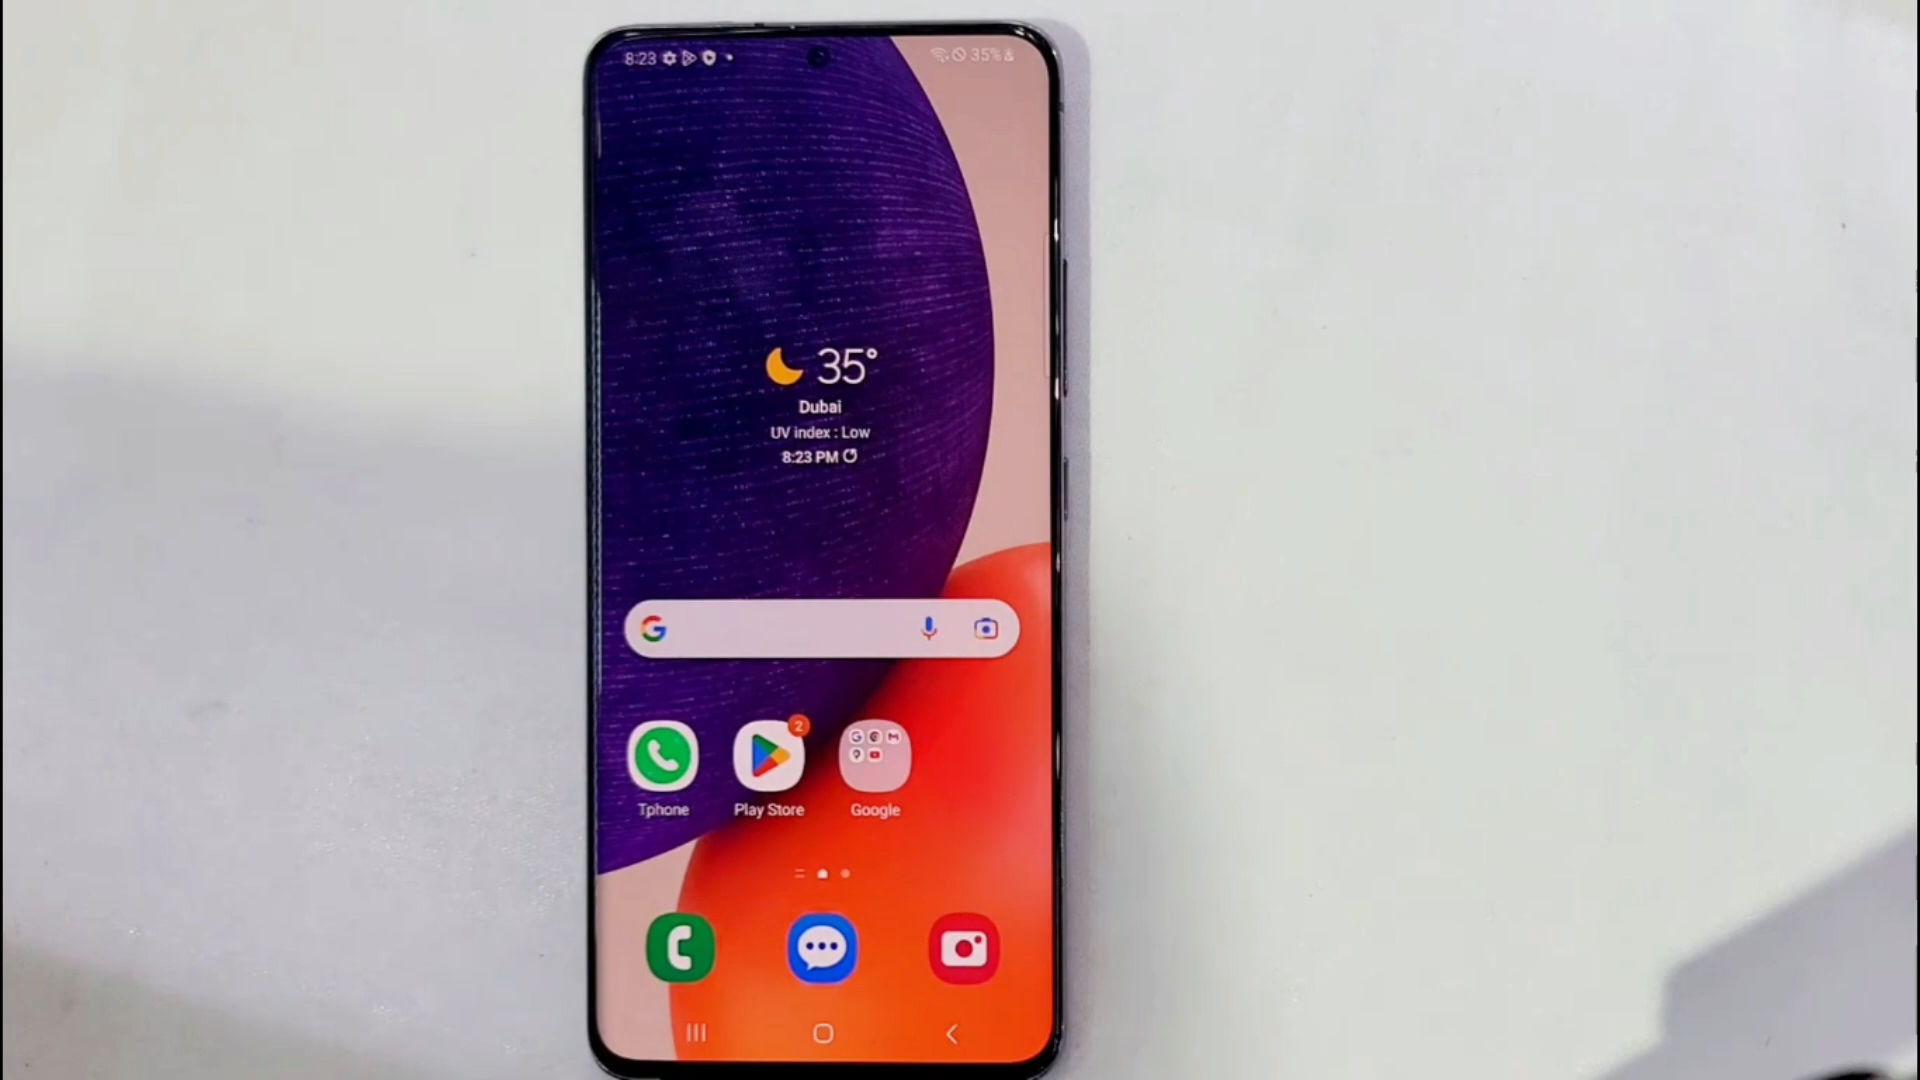 8:23
35%
35°
Dubai
UV index : Low
8:23 PM
2
Tphone
Play Store
Google